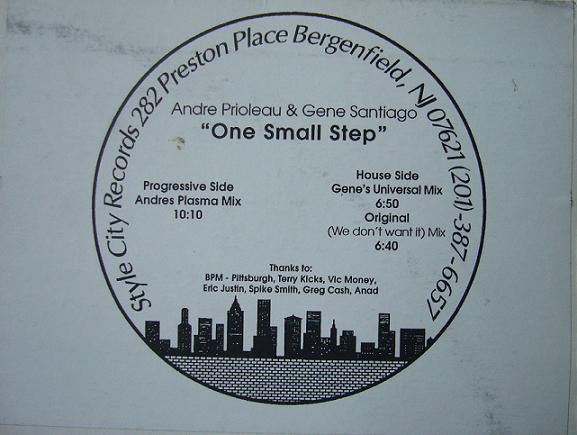 Style City Records 282 Preston Place Bergenfield, NJ 07621 (201)-387-6657
Andre Prioleau & Gene Santiago
"One Small Step"
Progressive Side
Andres Plasma Mix
10:10
House Side
Gene's Universal Mix
6:50
Original
(We don't want it) Mix
6:40
Thanks to:
BPM - Pittsburgh, Terry Kicks, Vic Money,
Eric Justin, Spike Smith, Greg Cash, Anad